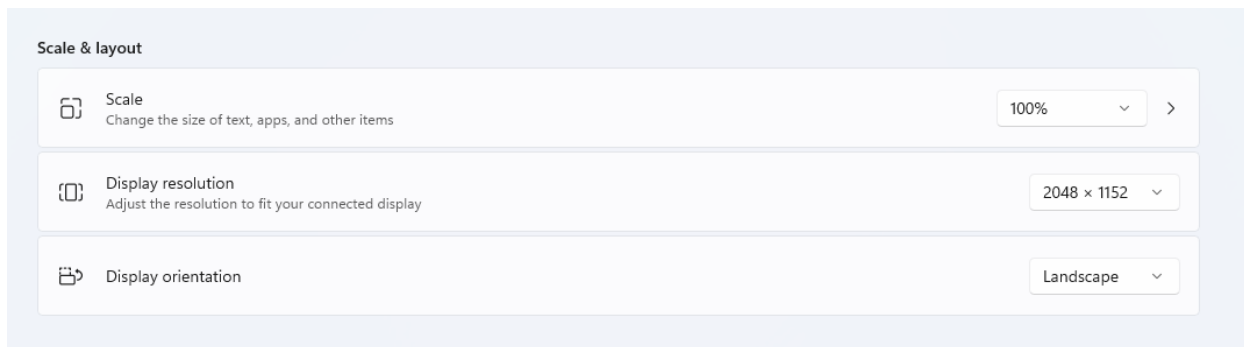 Scale & layout
Scale
Change the size of text, apps, and other items
100%
Display resolution
Adjust the resolution to fit your connected display
2048 × 1152
Display orientation
Landscape